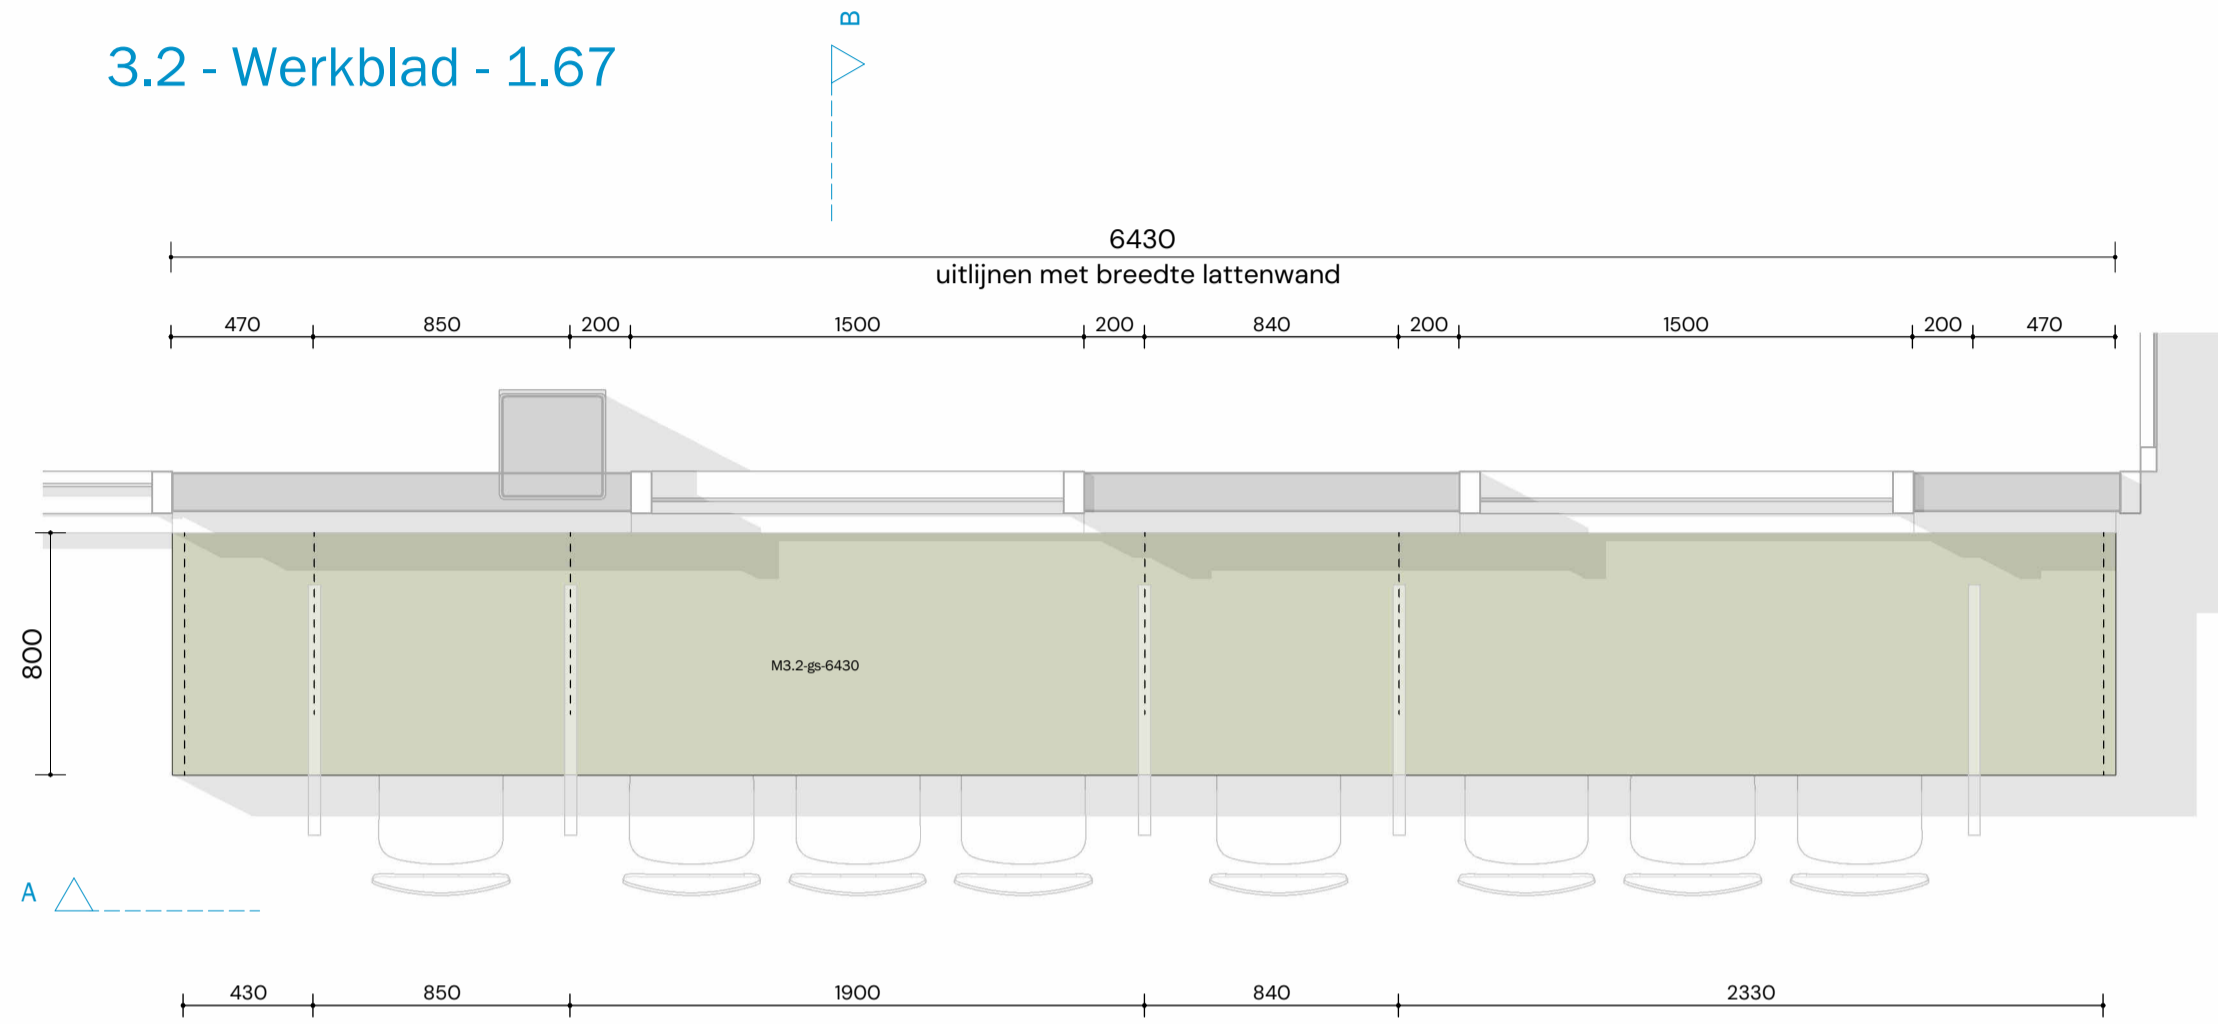 B
3.2 - Werkblad - 1.67
6430
uitlijnen met breedte lattenwand
470 850 200 1500 200 840 200 1500 200 470
800
M3.2-gs-6430
A
430 850 1900 840 2330